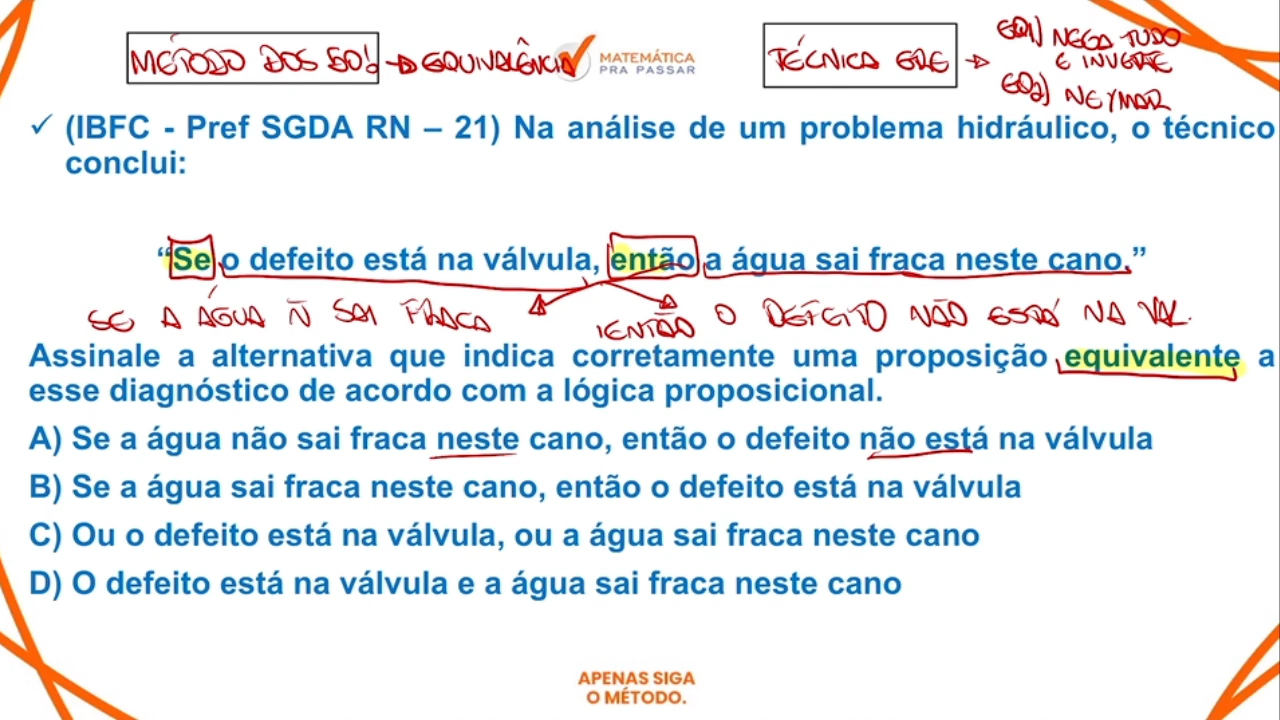 MÉTODO DOS 50! → EQUIVALÊNCIA
MATEMÁTICA
PRA PASSAR
TÉCNICA →
EQ1) NEGA TUDO
E INVERTE
EQ2) NEYMAR
✓ (IBFC - Pref SGDA RN – 21) Na análise de um problema hidráulico, o técnico
conclui:
“Se o defeito está na válvula, então a água sai fraca neste cano.”
SE A ÁGUA Ñ SAI FRACA ENTÃO O DEFEITO NÃO ESTÁ NA VAL.
Assinale a alternativa que indica corretamente uma proposição equivalente a
esse diagnóstico de acordo com a lógica proposicional.
A) Se a água não sai fraca neste cano, então o defeito não está na válvula
B) Se a água sai fraca neste cano, então o defeito está na válvula
C) Ou o defeito está na válvula, ou a água sai fraca neste cano
D) O defeito está na válvula e a água sai fraca neste cano
APENAS SIGA
O MÉTODO.